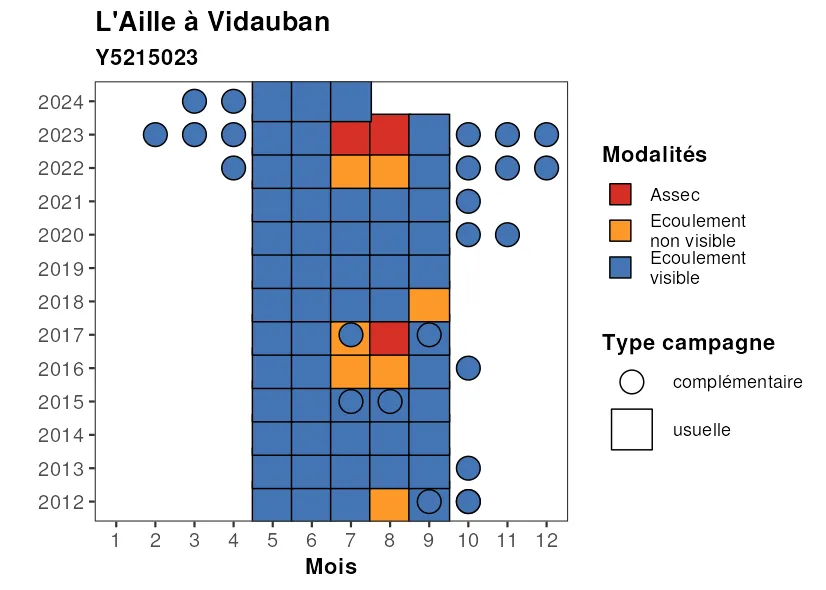 L'Aille à Vidauban
Y5215023
2024
2023
2022
2021
2020
2019
2018
2017
2016
2015
2014
2013
2012
1 2 3 4 5 6 7 8 9 10 11 12
Mois
Modalités
Assec
Ecoulement
non visible
Ecoulement
visible
Type campagne
complémentaire
usuelle